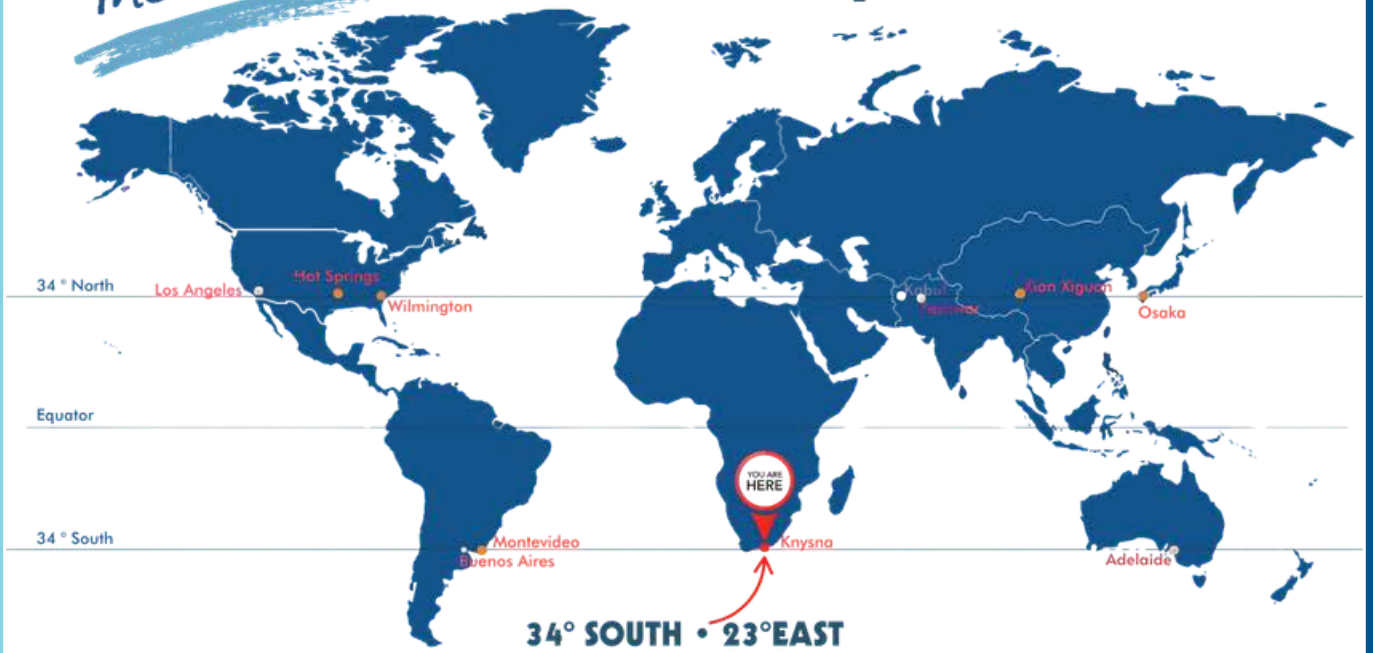 34° North
Los Angeles
Hot Springs
Wilmington
Kabul
Xian Xiguan
Osaka
Equator
YOU ARE
HERE
34° South
Montevideo
Buenos Aires
Knysna
Adelaide
34° SOUTH • 23°EAST